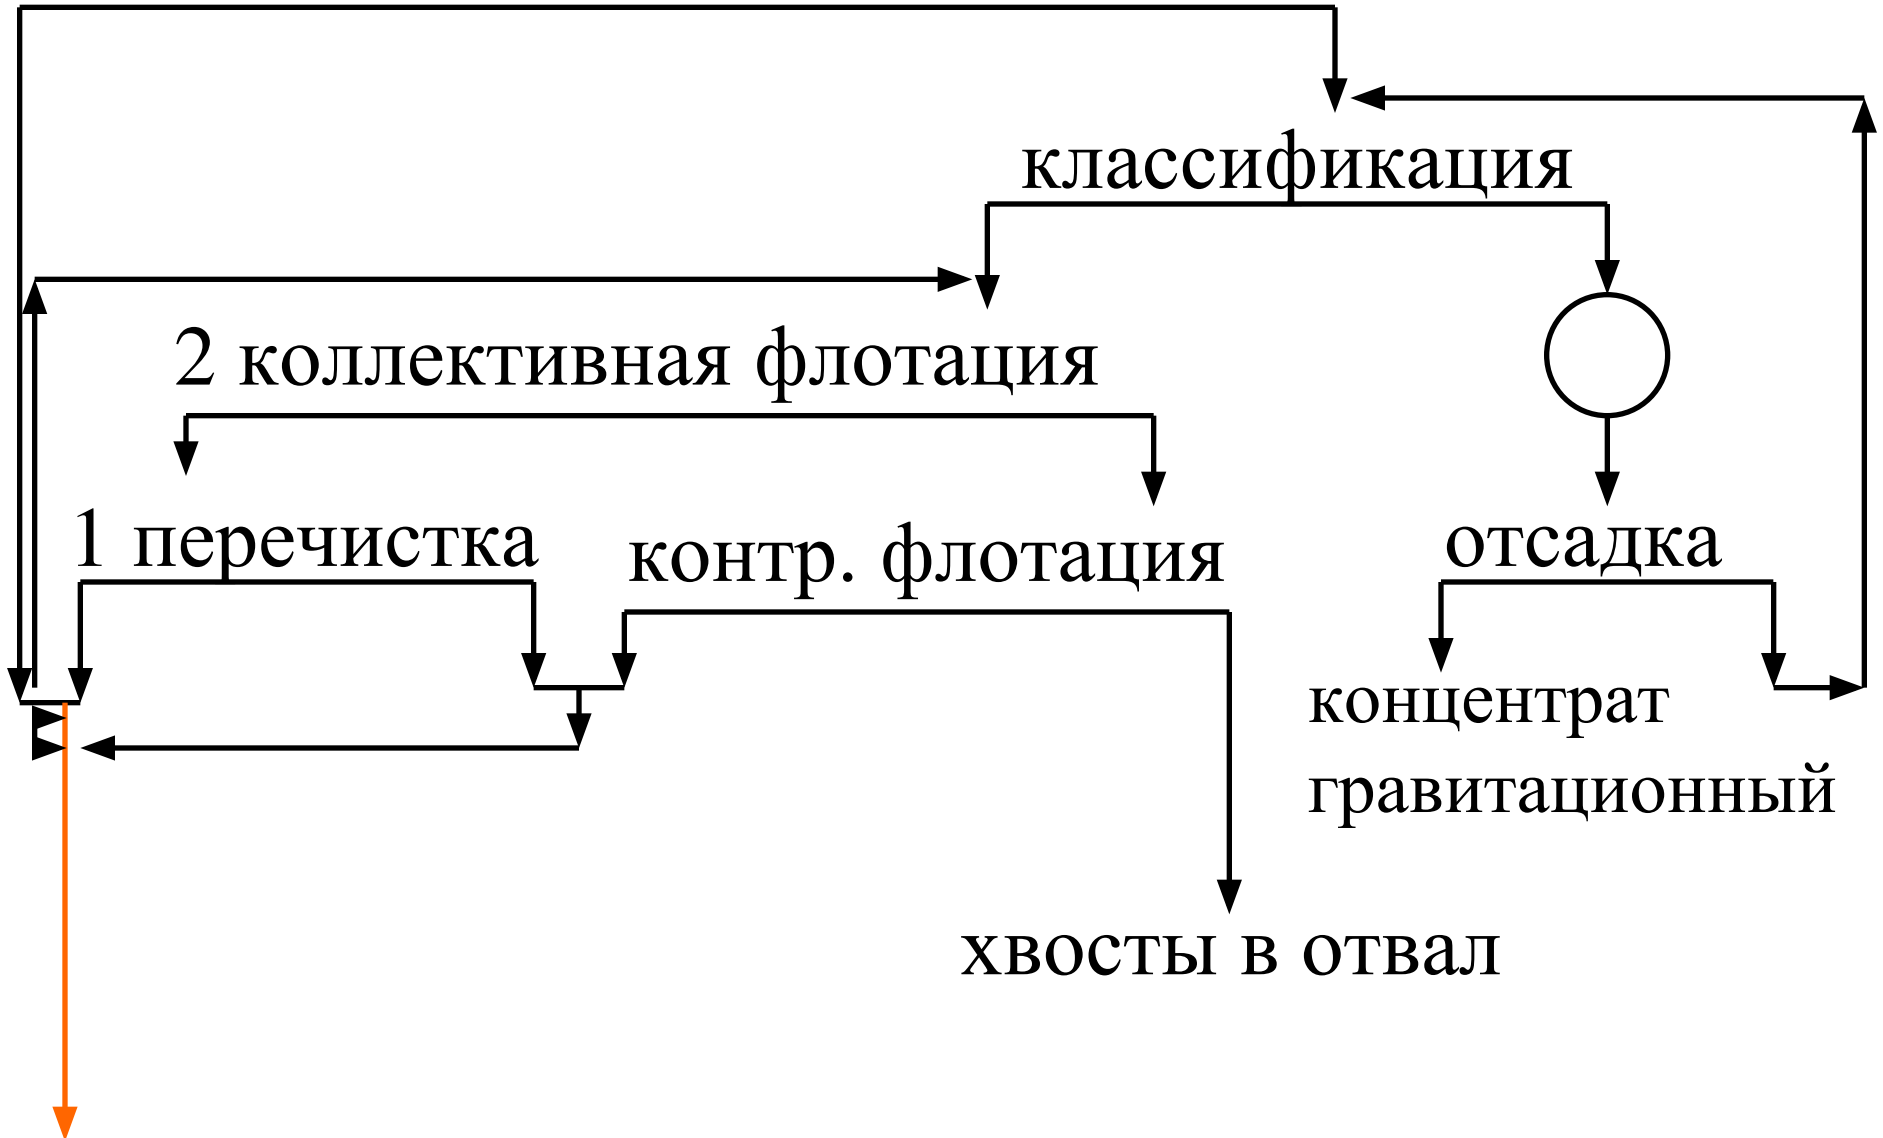 классификация
2 коллективная флотация
1 перечистка
контр. флотация
отсадка
концентрат
гравитационный
хвосты в отвал